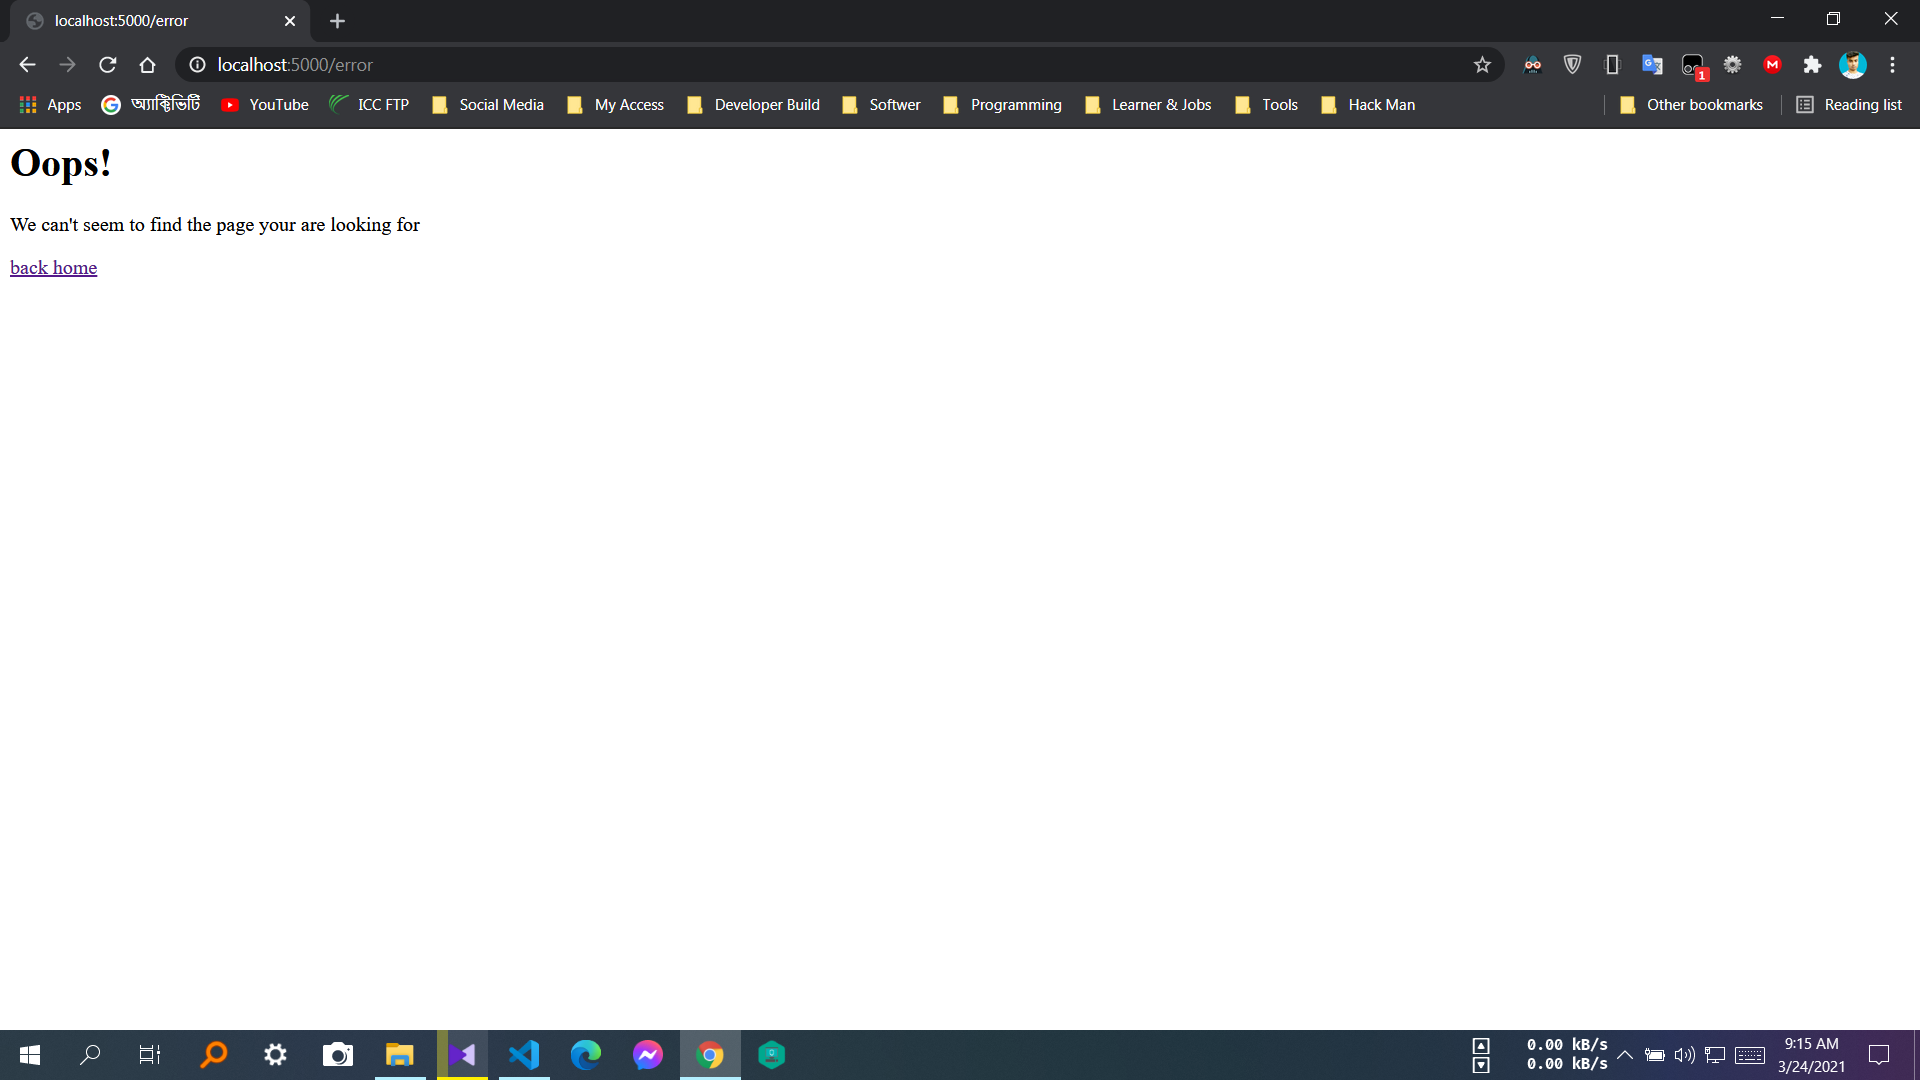 localhost:5000/error
localhost:5000/error
Apps অ্যাক্টিভিটি YouTube ICC FTP Social Media My Access Developer Build Softwer Programming Learner & Jobs Tools Hack Man Other bookmarks Reading list
1
Oops!
We can't seem to find the page your are looking for
back home
0.00 kB/s
0.00 kB/s
9:15 AM
3/24/2021